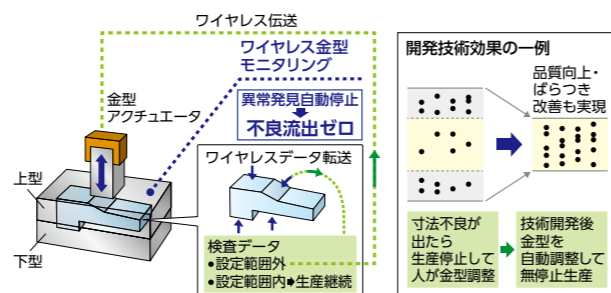 ワイヤレス伝送
ワイヤレス金型
モニタリング
金型
アクチュエータ
異常発見自動停止
不良流出ゼロ
ワイヤレスデータ転送
上型
下型
検査データ
●設定範囲外
●設定範囲内➡生産継続
開発技術効果の一例
品質向上・
ばらつき
改善も実現
寸法不良が
出たら
生産停止して
人が金型調整
技術開発後
金型を
自動調整して
無停止生産